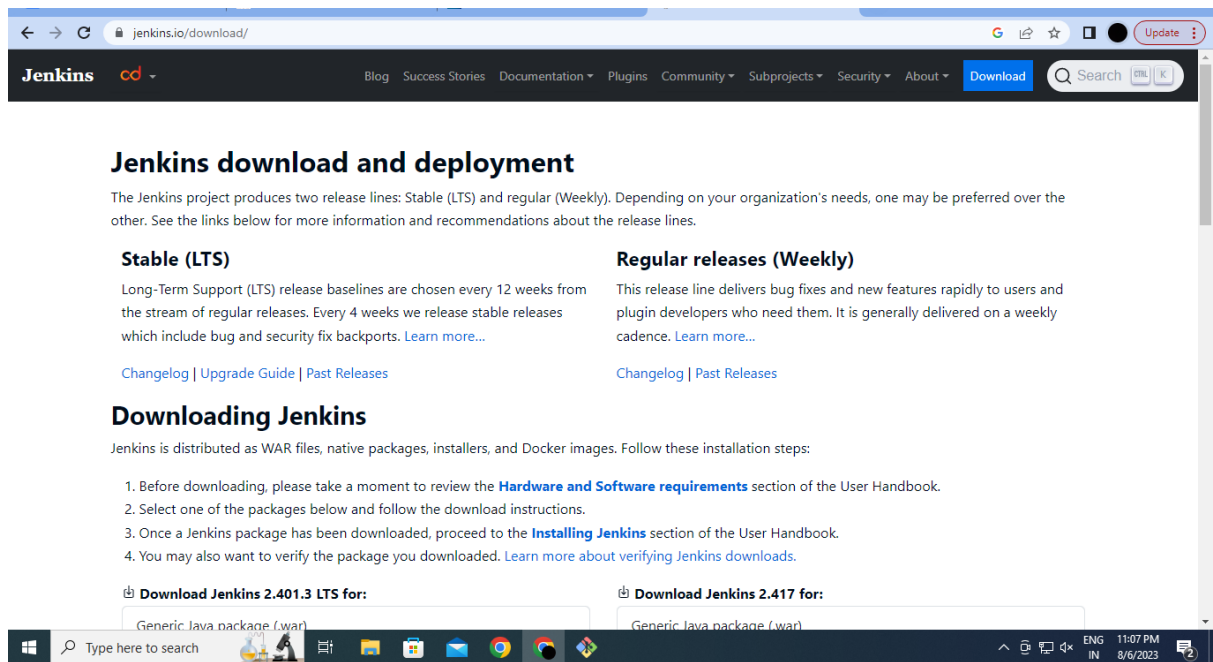 jenkins.io/download/
Update
Jenkins cd Blog Success Stories Documentation Plugins Community Subprojects Security About Download Search CTRL K
Jenkins download and deployment
The Jenkins project produces two release lines: Stable (LTS) and regular (Weekly). Depending on your organization's needs, one may be preferred over the
other. See the links below for more information and recommendations about the release lines.
Stable (LTS)
Long-Term Support (LTS) release baselines are chosen every 12 weeks from
the stream of regular releases. Every 4 weeks we release stable releases
which include bug and security fix backports. Learn more...
Changelog | Upgrade Guide | Past Releases
Regular releases (Weekly)
This release line delivers bug fixes and new features rapidly to users and
plugin developers who need them. It is generally delivered on a weekly
cadence. Learn more...
Changelog | Past Releases
Downloading Jenkins
Jenkins is distributed as WAR files, native packages, installers, and Docker images. Follow these installation steps:
1. Before downloading, please take a moment to review the Hardware and Software requirements section of the User Handbook.
2. Select one of the packages below and follow the download instructions.
3. Once a Jenkins package has been downloaded, proceed to the Installing Jenkins section of the User Handbook.
4. You may also want to verify the package you downloaded. Learn more about verifying Jenkins downloads.
Download Jenkins 2.401.3 LTS for:
Generic Java package (.war)
Download Jenkins 2.417 for:
Generic Java package (.war)
Type here to search
ENG
IN
11:07 PM
8/6/2023
2